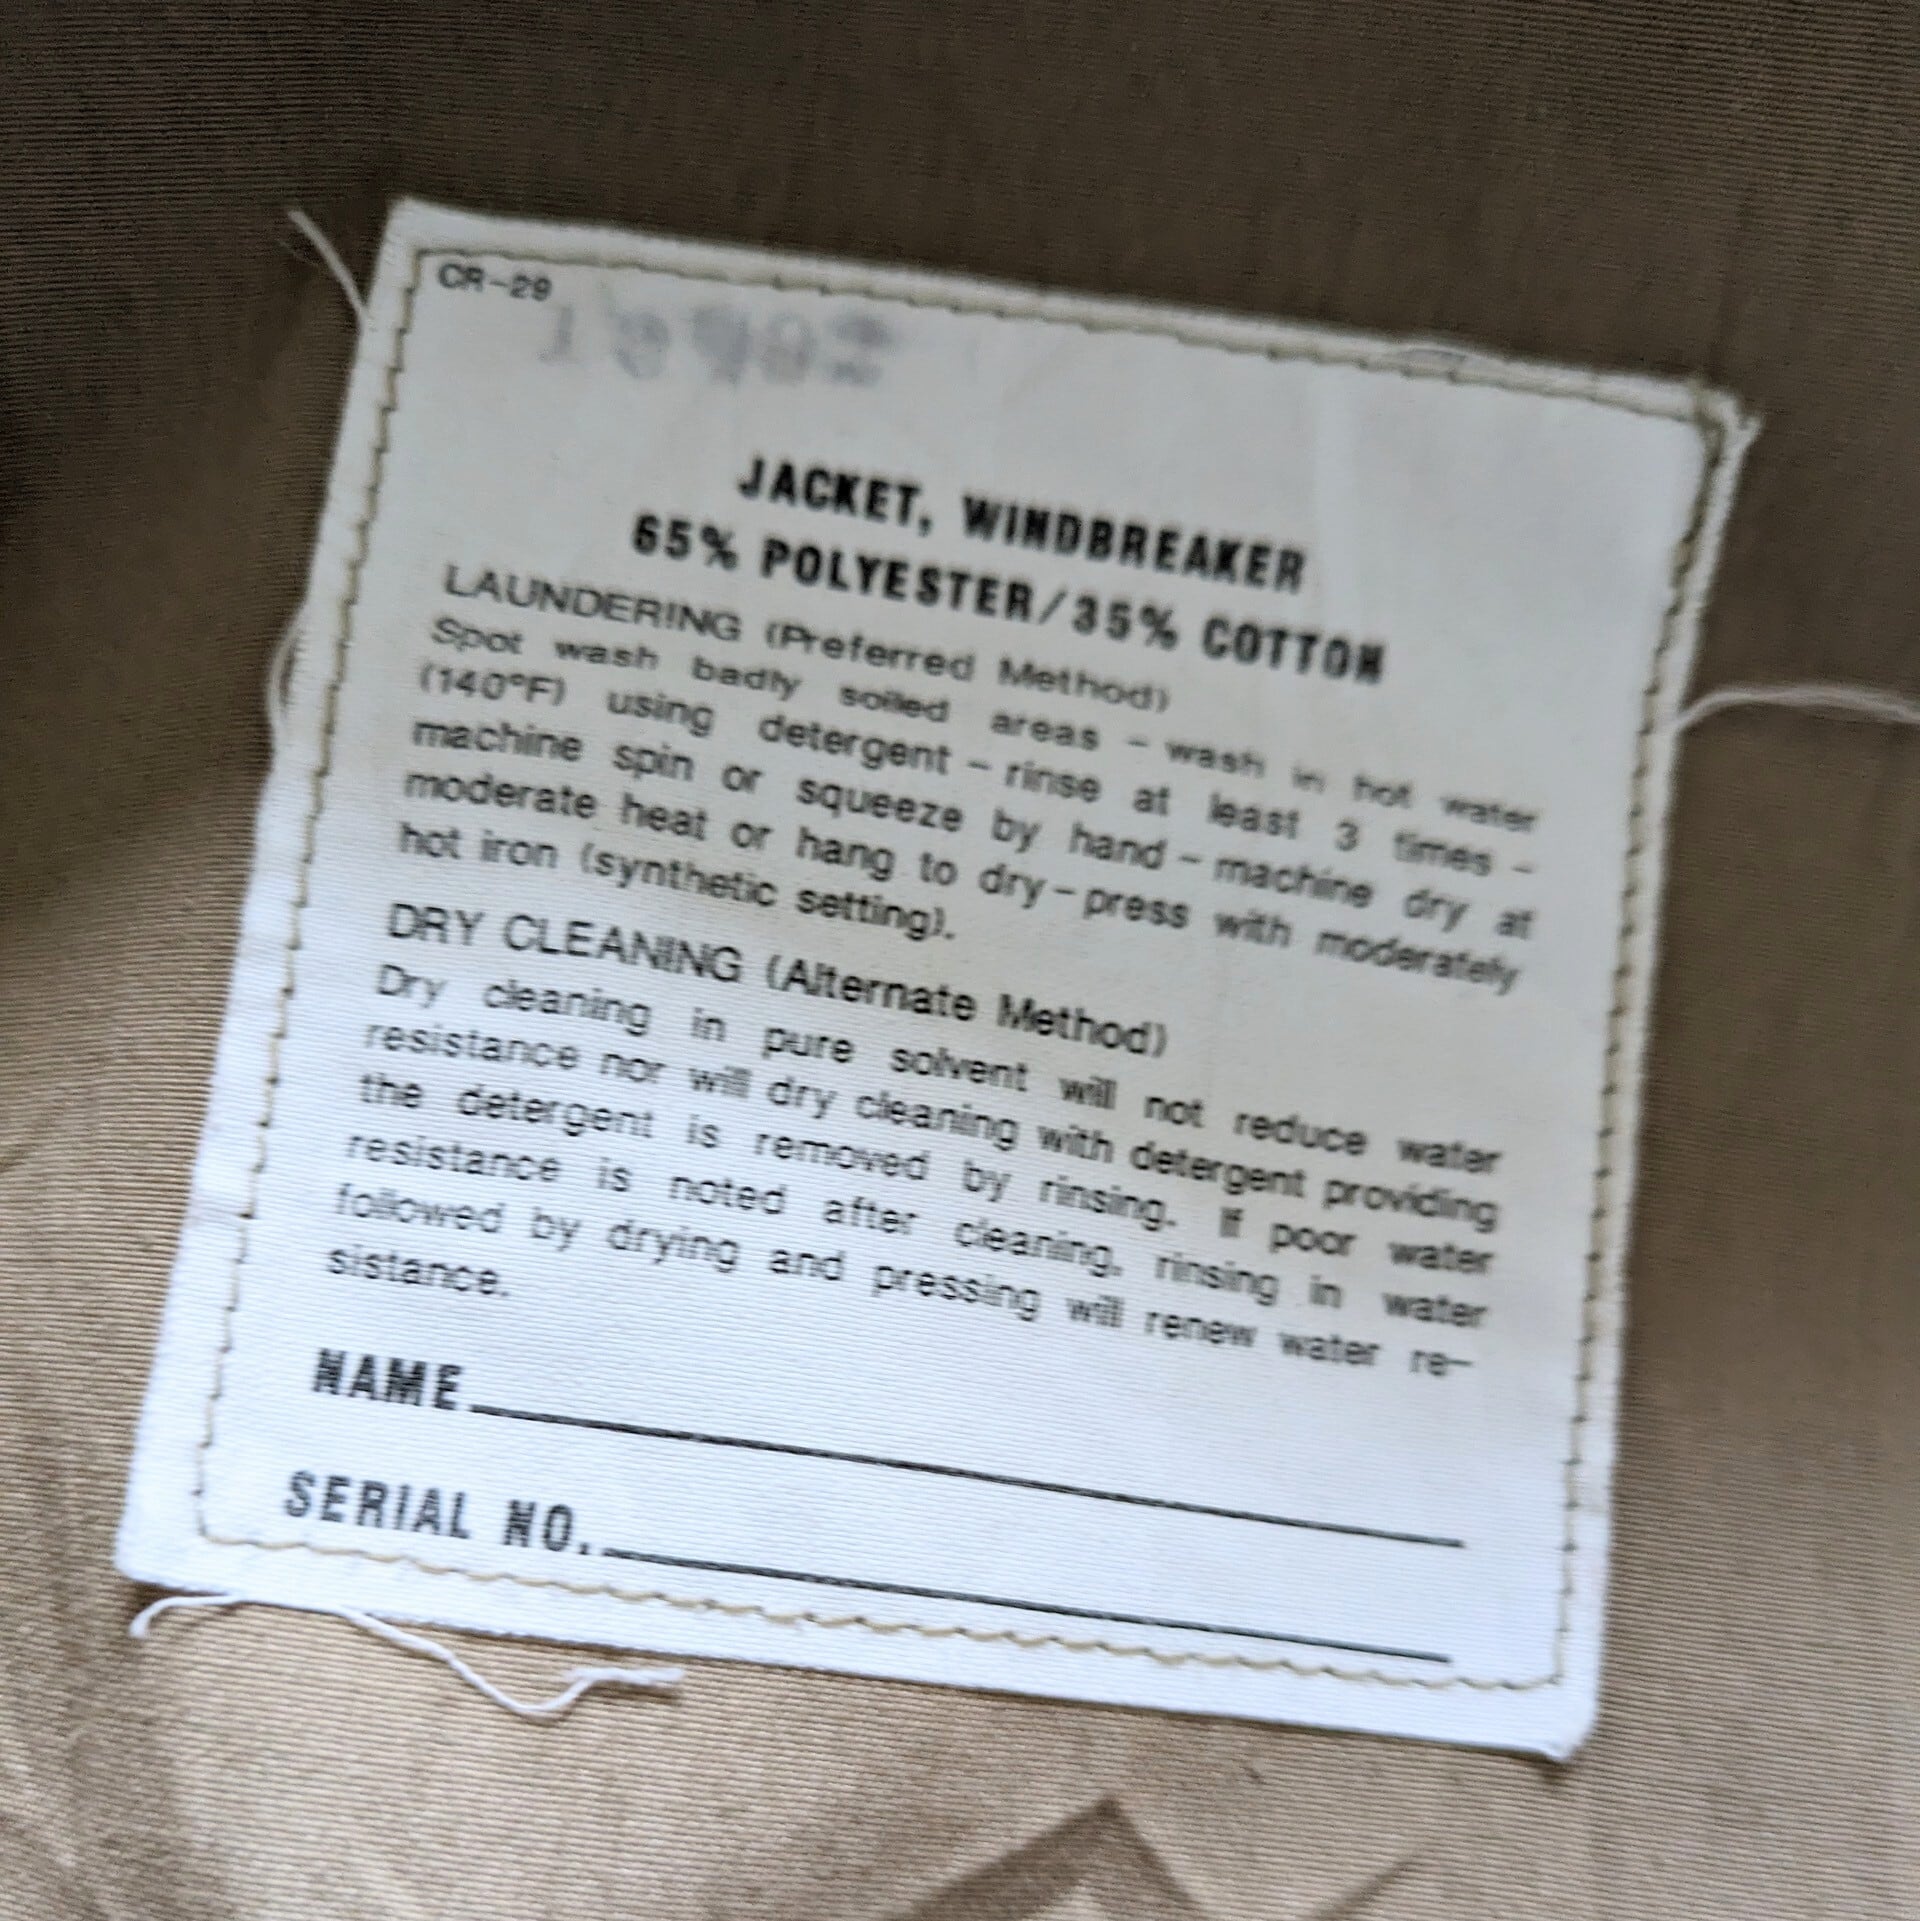 CR-29
JACKET, WINDBREAKER
65% POLYESTER/35% COTTON
LAUNDERING (Preferred Method)
Spot wash badly soiled areas - wash in hot water
(140°F) using detergent - rinse at least 3 times -
machine spin or squeeze by hand - machine dry at
moderate heat or hang to dry - press with moderately
hot iron (synthetic setting).
DRY CLEANING (Alternate Method)
Dry cleaning in pure solvent will not reduce water
resistance nor will dry cleaning with detergent providing
the detergent is removed by rinsing. If poor water
resistance is noted after cleaning, rinsing in water
followed by drying and pressing will renew water re-
sistance.
NAME
SERIAL NO.